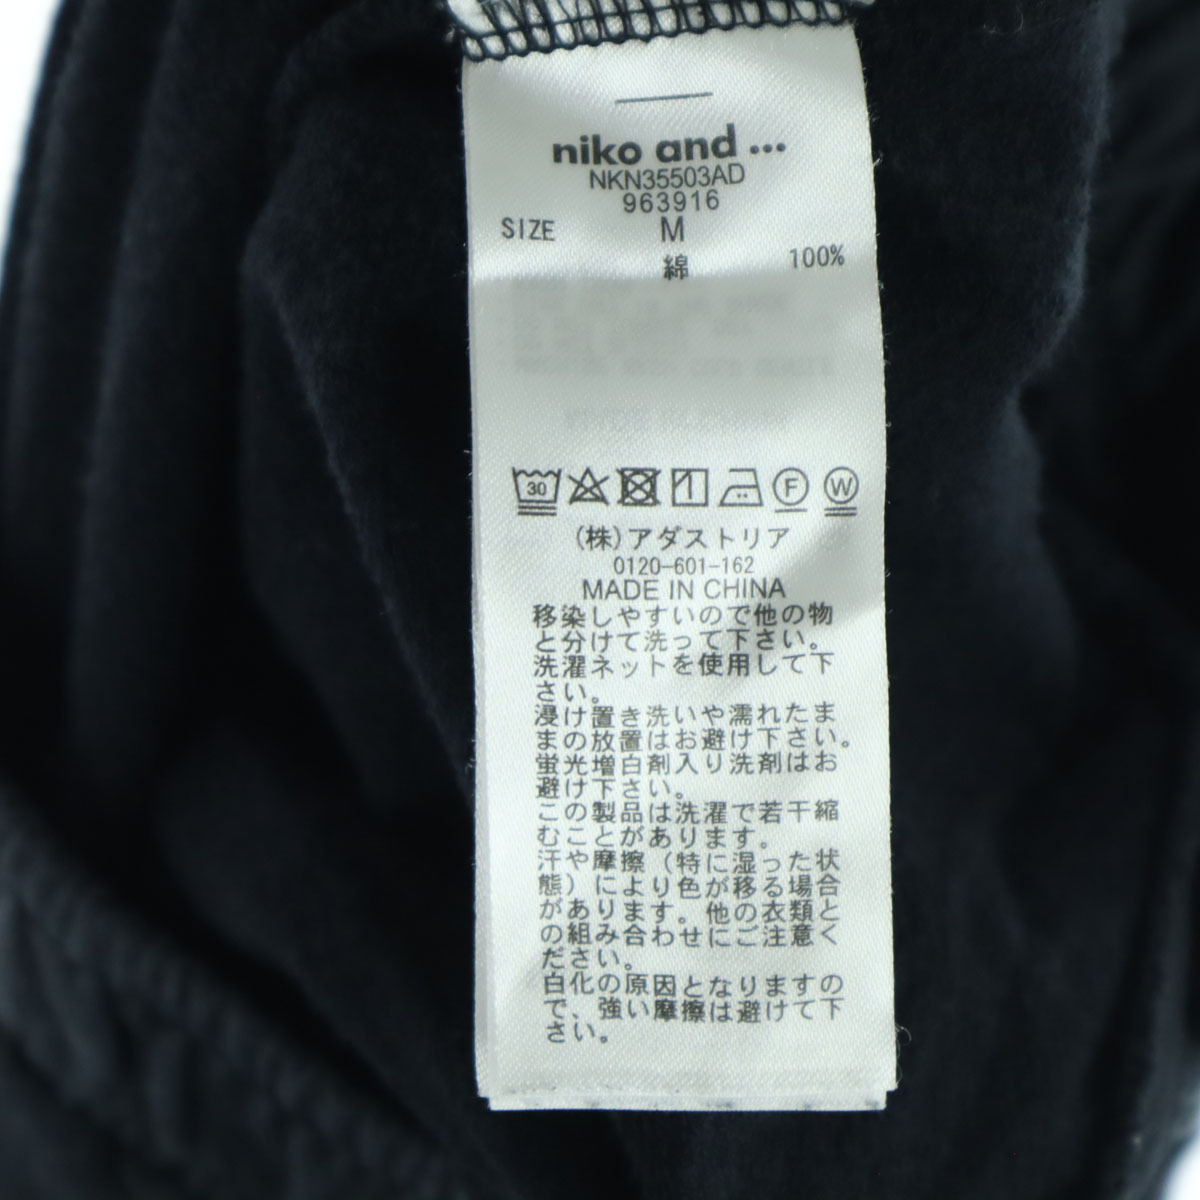 niko and ...
NKN35503AD
963916
SIZE M
綿 100%
30 F W
(株)アダストリア
0120-601-162
MADE IN CHINA
移染しやすいので他の物
と分けて洗って下さい。
洗濯ネットを使用して下
さい。
浸け置き洗いや濡れたま
まの放置はお避け下さい。
蛍光増白剤入り洗剤はお
避け下さい。
この製品は洗濯で若干縮
むことがあります。
汗や摩擦（特に湿った状
態）により色が移る場合
があります。他の衣類と
の組み合わせにご注意く
ださい。
白化の原因となりますの
で、強い摩擦は避けて下
さい。